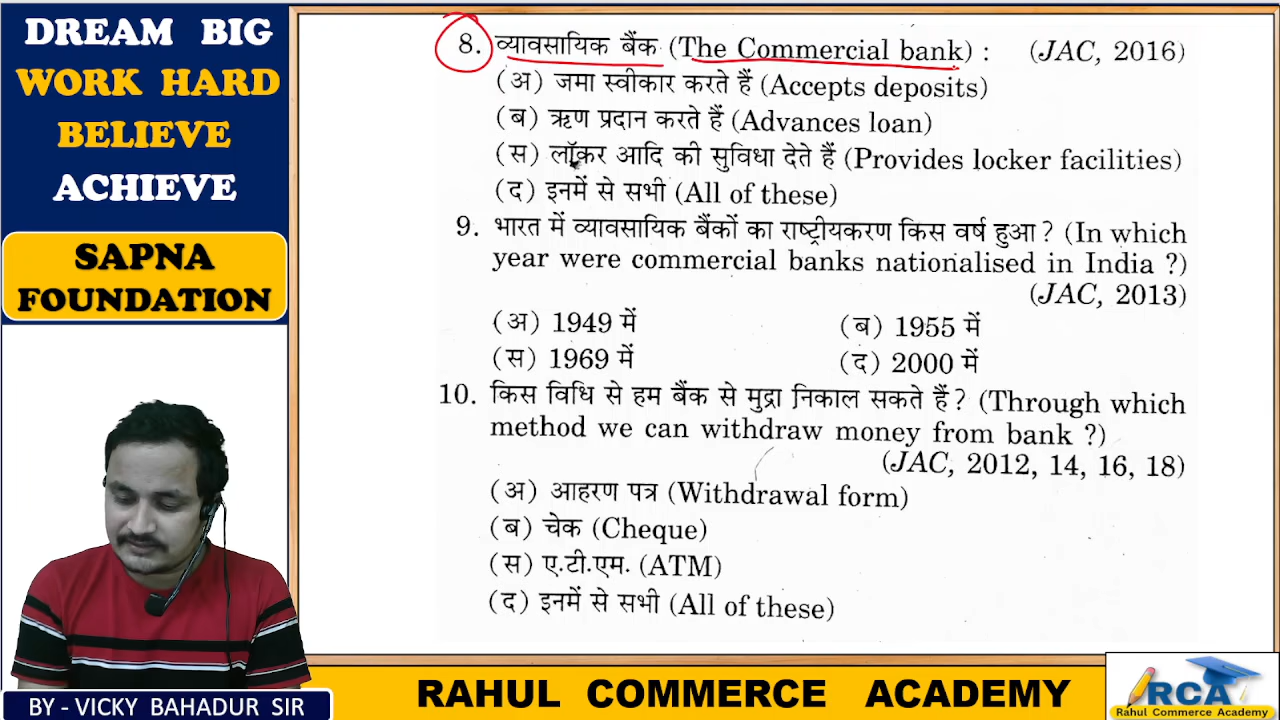 DREAM BIG
WORK HARD
BELIEVE
ACHIEVE
SAPNA
FOUNDATION
8. व्यावसायिक बैंक (The Commercial bank) : (JAC, 2016)
(अ) जमा स्वीकार करते हैं (Accepts deposits)
(ब) ऋण प्रदान करते हैं (Advances loan)
(स) लॉकर आदि की सुविधा देते हैं (Provides locker facilities)
(द) इनमें से सभी (All of these)
9. भारत में व्यावसायिक बैंकों का राष्ट्रीयकरण किस वर्ष हुआ ? (In which
year were commercial banks nationalised in India ?)
(JAC, 2013)
(अ) 1949 में (ब) 1955 में
(स) 1969 में (द) 2000 में
10. किस विधि से हम बैंक से मुद्रा निकाल सकते हैं ? (Through which
method we can withdraw money from bank ?)
(JAC, 2012, 14, 16, 18)
(अ) आहरण पत्र (Withdrawal form)
(ब) चेक (Cheque)
(स) ए.टी.एम. (ATM)
(द) इनमें से सभी (All of these)
BY - VICKY BAHADUR SIR
RAHUL COMMERCE ACADEMY
RCA
Rahul Commerce Academy